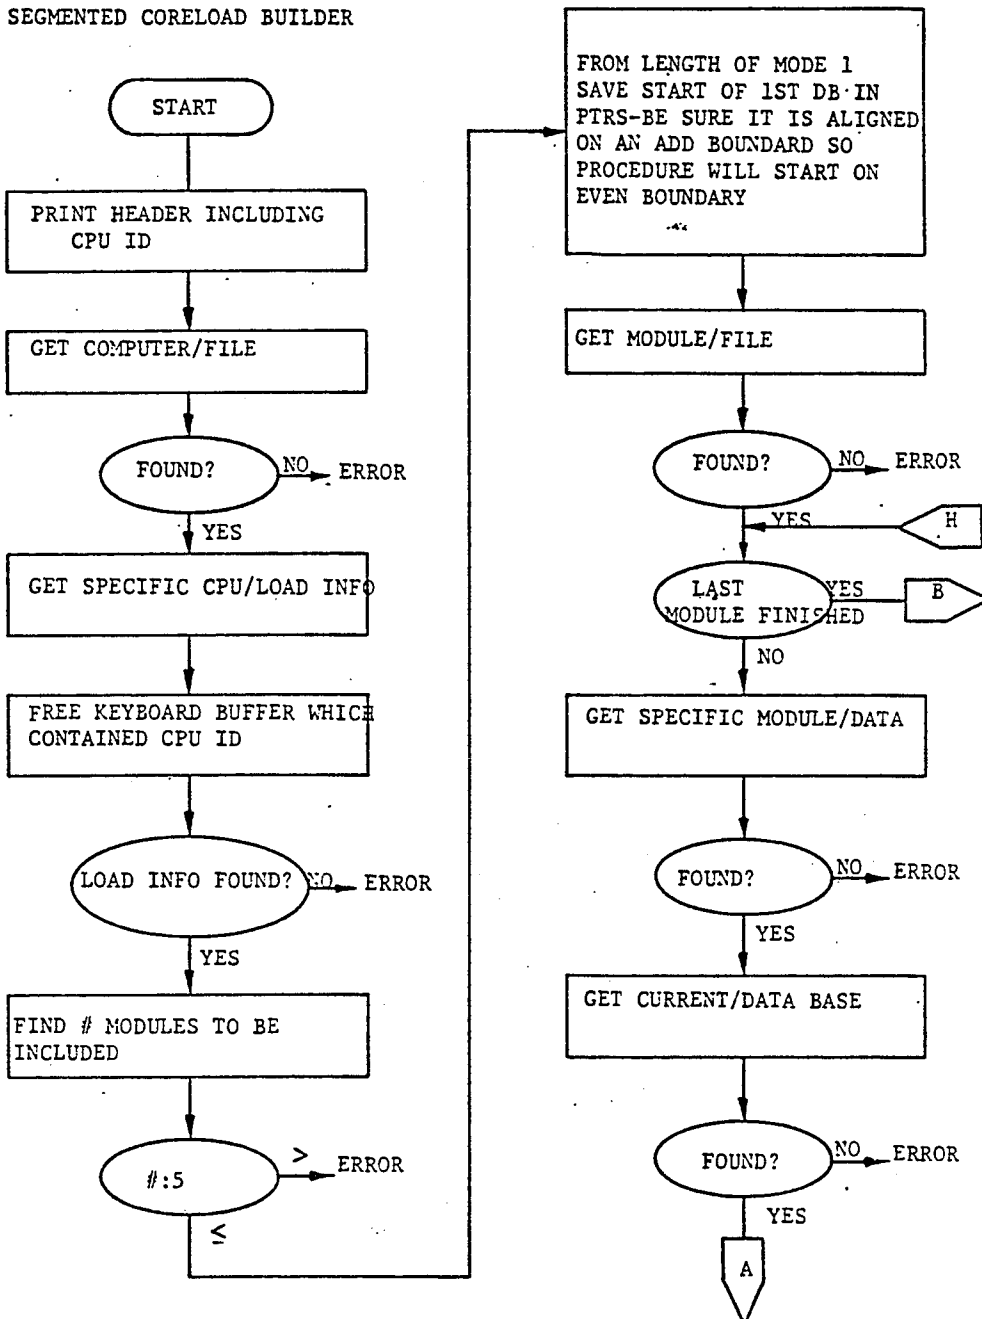 SEGMENTED CORELOAD BUILDER
START
PRINT HEADER INCLUDING
CPU ID
GET COMPUTER/FILE
FOUND?
NO
ERROR
YES
GET SPECIFIC CPU/LOAD INFO
FREE KEYBOARD BUFFER WHICH
CONTAINED CPU ID
LOAD INFO FOUND?
NO
ERROR
YES
FIND # MODULES TO BE
INCLUDED
#:5
>
ERROR
≤
FROM LENGTH OF MODE 1
SAVE START OF 1ST DB IN
PTRS-BE SURE IT IS ALIGNED
ON AN ADD BOUNDARD SO
PROCEDURE WILL START ON
EVEN BOUNDARY
GET MODULE/FILE
FOUND?
NO
ERROR
YES
H
LAST
MODULE FINISHED
YES
B
NO
GET SPECIFIC MODULE/DATA
FOUND?
NO
ERROR
YES
GET CURRENT/DATA BASE
FOUND?
NO
ERROR
YES
A